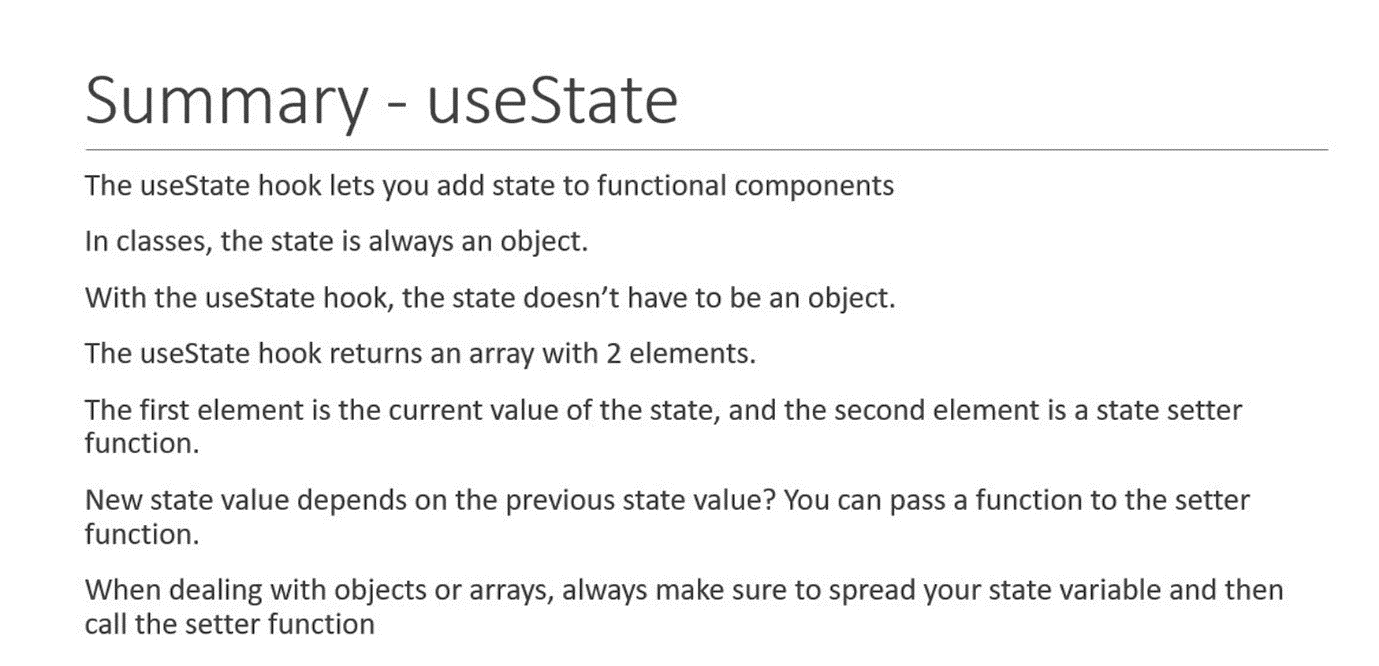 Summary - useState
The useState hook lets you add state to functional components
In classes, the state is always an object.
With the useState hook, the state doesn’t have to be an object.
The useState hook returns an array with 2 elements.
The first element is the current value of the state, and the second element is a state setter
function.
New state value depends on the previous state value? You can pass a function to the setter
function.
When dealing with objects or arrays, always make sure to spread your state variable and then
call the setter function